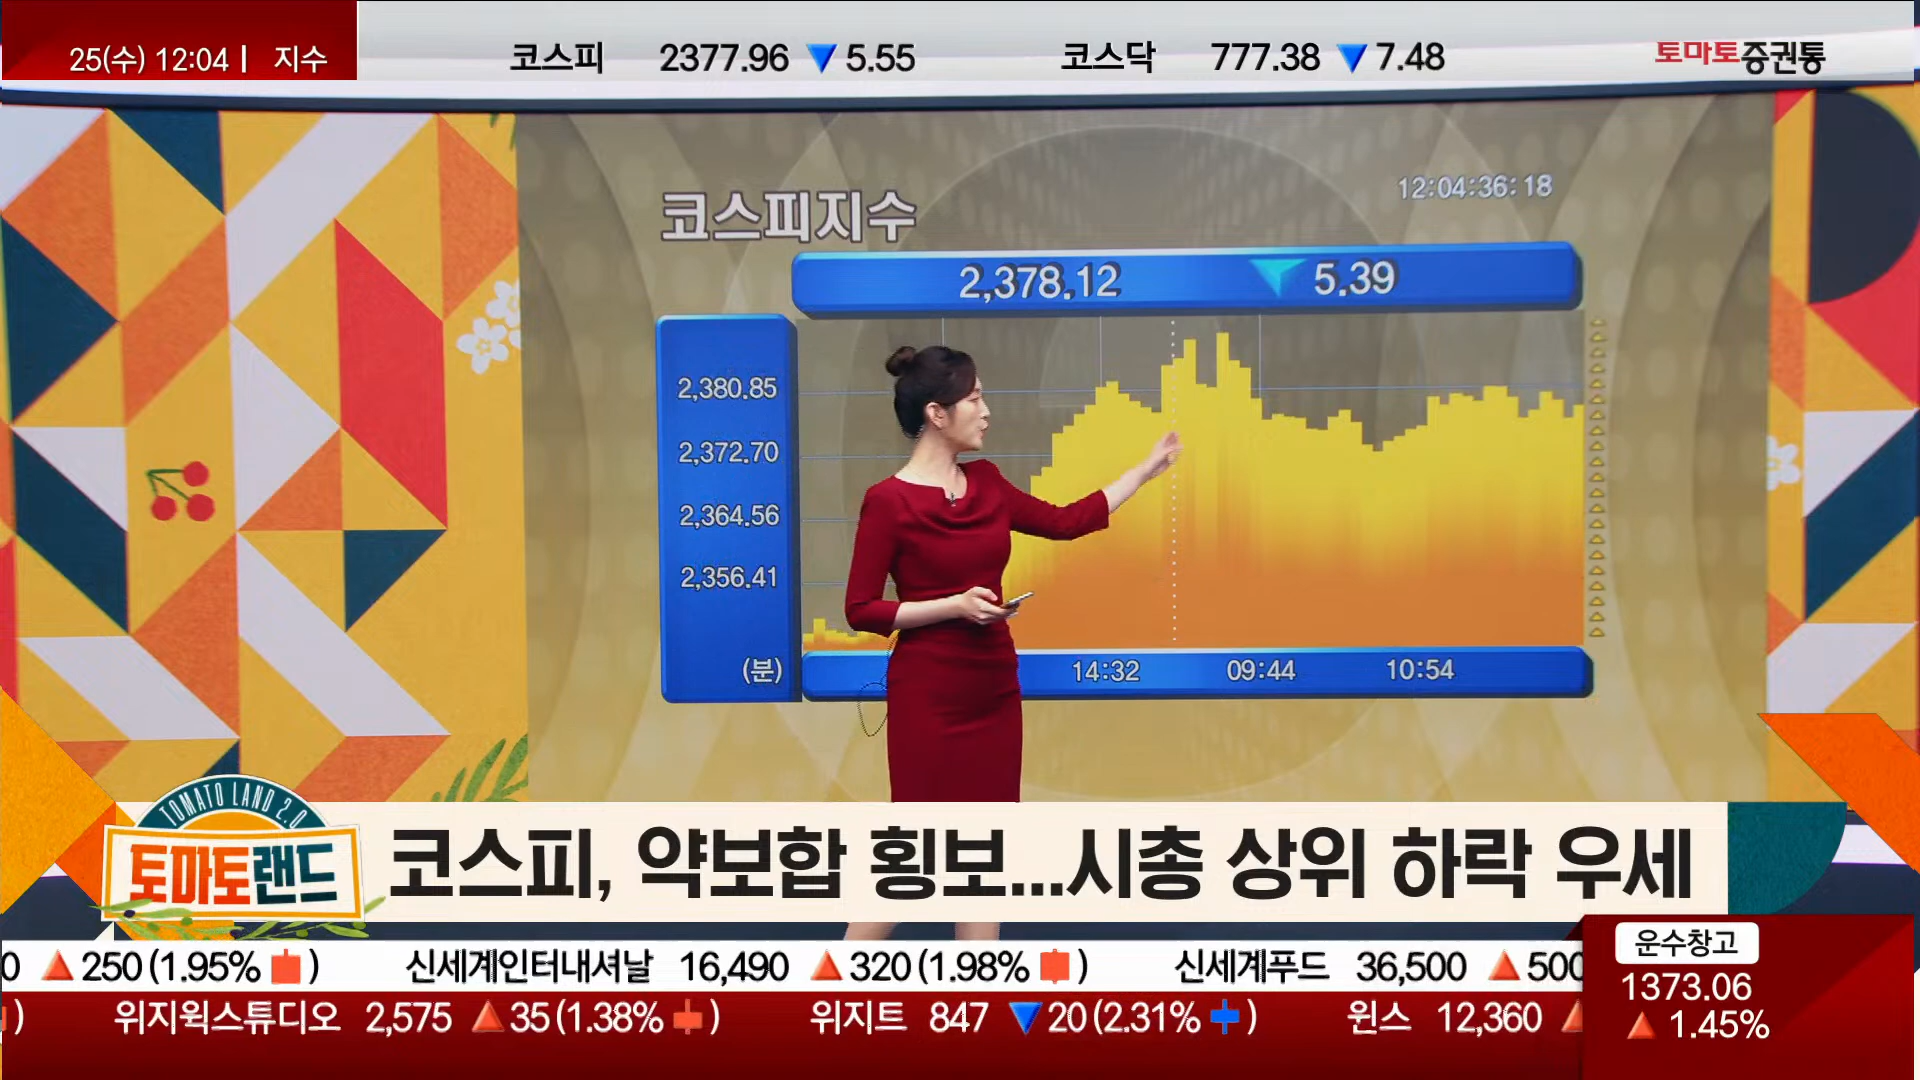 25(수) 12:04 | 지수 코스피 2377.96 ▼ 5.55 코스닥 777.38 ▼ 7.48 토마토증권통
12:04:36:18
코스피지수
2,378.12 ▼ 5.39
2,380.85
2,372.70
2,364.56
2,356.41
(분) 14:32 09:44 10:54
TOMATO LAND 2.0
토마토랜드
코스피, 약보합 횡보...시총 상위 하락 우세
0 ▲250(1.95% ) 신세계인터내셔날 16,490 ▲320(1.98% ) 신세계푸드 36,500 ▲500
) 위지윅스튜디오 2,575 ▲35(1.38% ) 위지트 847 ▼20(2.31% ) 윈스 12,360 ▲
운수창고
1373.06
▲ 1.45%